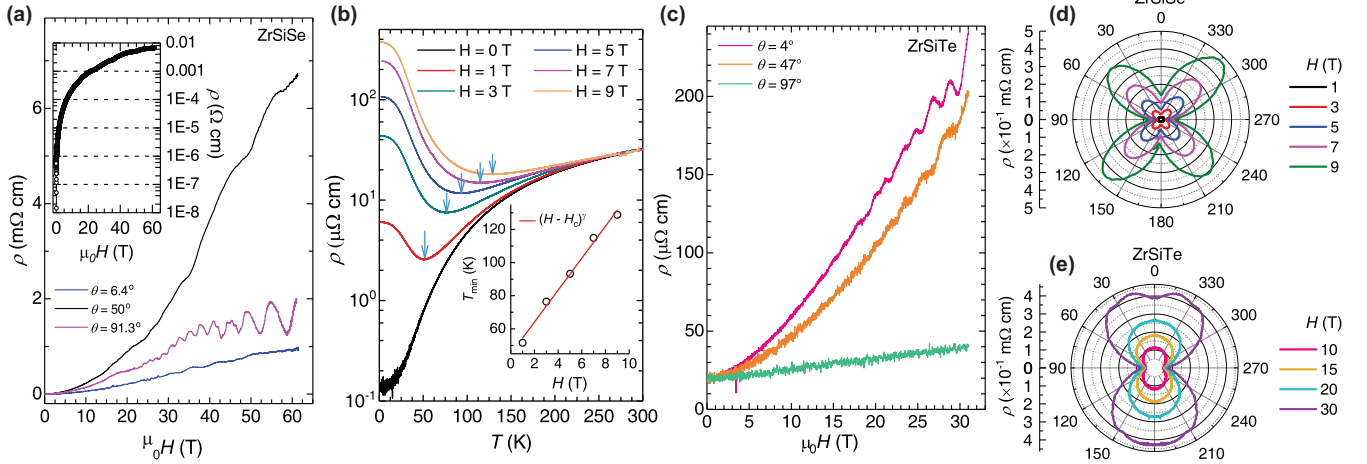 (a)
ZrSiSe
6
4
2
0
ρ (mΩ cm)
0 10 20 30 40 50 60
μ₀H (T)
0.01
0.001
1E-4
1E-5
1E-6
1E-7
1E-8
ρ (Ω cm)
0 20 40 60
μ₀H (T)
θ = 6.4°
θ = 50°
θ = 91.3°
(b)
H = 0 T H = 5 T
H = 1 T H = 7 T
H = 3 T H = 9 T
10²
10¹
10⁰
10⁻¹
ρ (μΩ cm)
0 50 100 150 200 250 300
T (K)
(H - Hc)^γ
120
100
80
60
Tmin (K)
0 2 4 6 8 10
H (T)
(c)
ZrSiTe
θ = 4°
θ = 47°
θ = 97°
200
150
100
50
0
ρ (μΩ cm)
0 5 10 15 20 25 30
μ₀H (T)
(d)
ZrSiSe
0
30 330
60 300
90 270
120 240
150 210
180
5
4
3
2
1
0
1
2
3
4
5
ρ (×10⁻¹ mΩ cm)
H (T)
1
3
5
7
9
(e)
ZrSiTe
0
30 330
60 300
90 270
120 240
150 210
4
3
2
1
0
1
2
3
4
ρ (×10⁻¹ mΩ cm)
H (T)
10
15
20
30